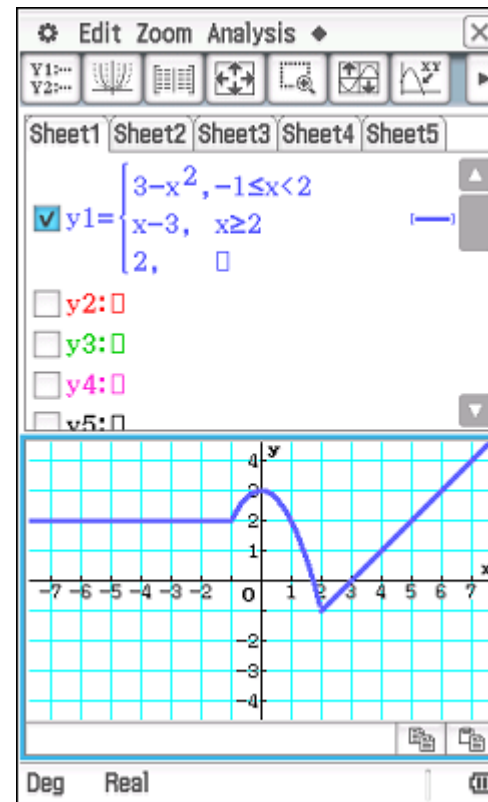 Edit Zoom Analysis ◆
Y1:…
Y2:…
XY
Sheet1 Sheet2 Sheet3 Sheet4 Sheet5
3−x²,−1≤x<2
y1={x−3, x≥2
2, □
y2:□
y3:□
y4:□
y5:□
4 y
3
2
1
x
−7 −6 −5 −4 −3 −2 0 1 2 3 4 5 6 7
−2
−3
−4
Deg Real